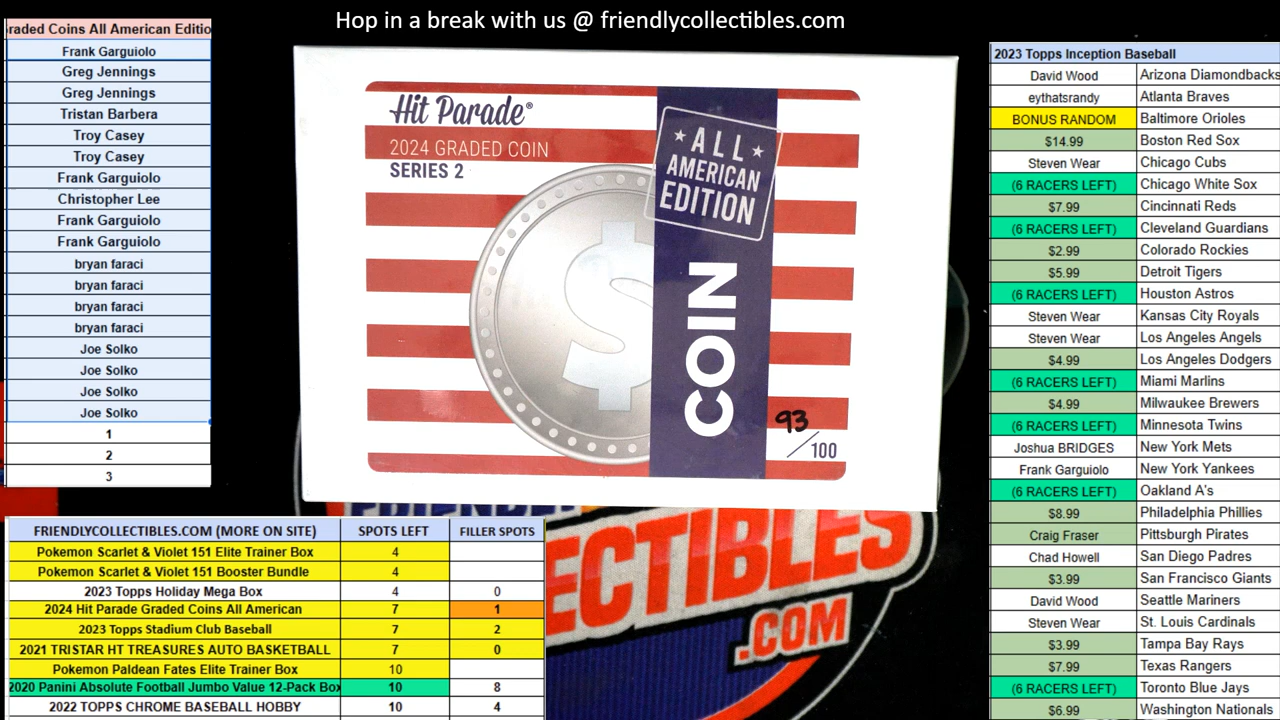 Hop in a break with us @ friendlycollectibles.com
raded Coins All American Editio
Frank Garguiolo
Greg Jennings
Greg Jennings
Tristan Barbera
Troy Casey
Troy Casey
Frank Garguiolo
Christopher Lee
Frank Garguiolo
Frank Garguiolo
bryan faraci
bryan faraci
bryan faraci
bryan faraci
Joe Solko
Joe Solko
Joe Solko
Joe Solko
1
2
3
Hit Parade®
2024 GRADED COIN
SERIES 2
ALL
AMERICAN
EDITION
COIN
$
93
/100
ECTIBLES
.COM
FRIENDLYCOLLECTIBLES.COM (MORE ON SITE) SPOTS LEFT FILLER SPOTS
Pokemon Scarlet & Violet 151 Elite Trainer Box 4
Pokemon Scarlet & Violet 151 Booster Bundle 4
2023 Topps Holiday Mega Box 4 0
2024 Hit Parade Graded Coins All American 7 1
2023 Topps Stadium Club Baseball 7 2
2021 TRISTAR HT TREASURES AUTO BASKETBALL 7 0
Pokemon Paldean Fates Elite Trainer Box 10
2020 Panini Absolute Football Jumbo Value 12-Pack Box 10 8
2022 TOPPS CHROME BASEBALL HOBBY 10 4
2023 Topps Inception Baseball
David Wood Arizona Diamondbacks
eythatsrandy Atlanta Braves
BONUS RANDOM Baltimore Orioles
$14.99 Boston Red Sox
Steven Wear Chicago Cubs
(6 RACERS LEFT) Chicago White Sox
$7.99 Cincinnati Reds
(6 RACERS LEFT) Cleveland Guardians
$2.99 Colorado Rockies
$5.99 Detroit Tigers
(6 RACERS LEFT) Houston Astros
Steven Wear Kansas City Royals
Steven Wear Los Angeles Angels
$4.99 Los Angeles Dodgers
(6 RACERS LEFT) Miami Marlins
$4.99 Milwaukee Brewers
(6 RACERS LEFT) Minnesota Twins
Joshua BRIDGES New York Mets
Frank Garguiolo New York Yankees
(6 RACERS LEFT) Oakland A's
$8.99 Philadelphia Phillies
Craig Fraser Pittsburgh Pirates
Chad Howell San Diego Padres
$3.99 San Francisco Giants
David Wood Seattle Mariners
Steven Wear St. Louis Cardinals
$3.99 Tampa Bay Rays
$7.99 Texas Rangers
(6 RACERS LEFT) Toronto Blue Jays
$6.99 Washington Nationals